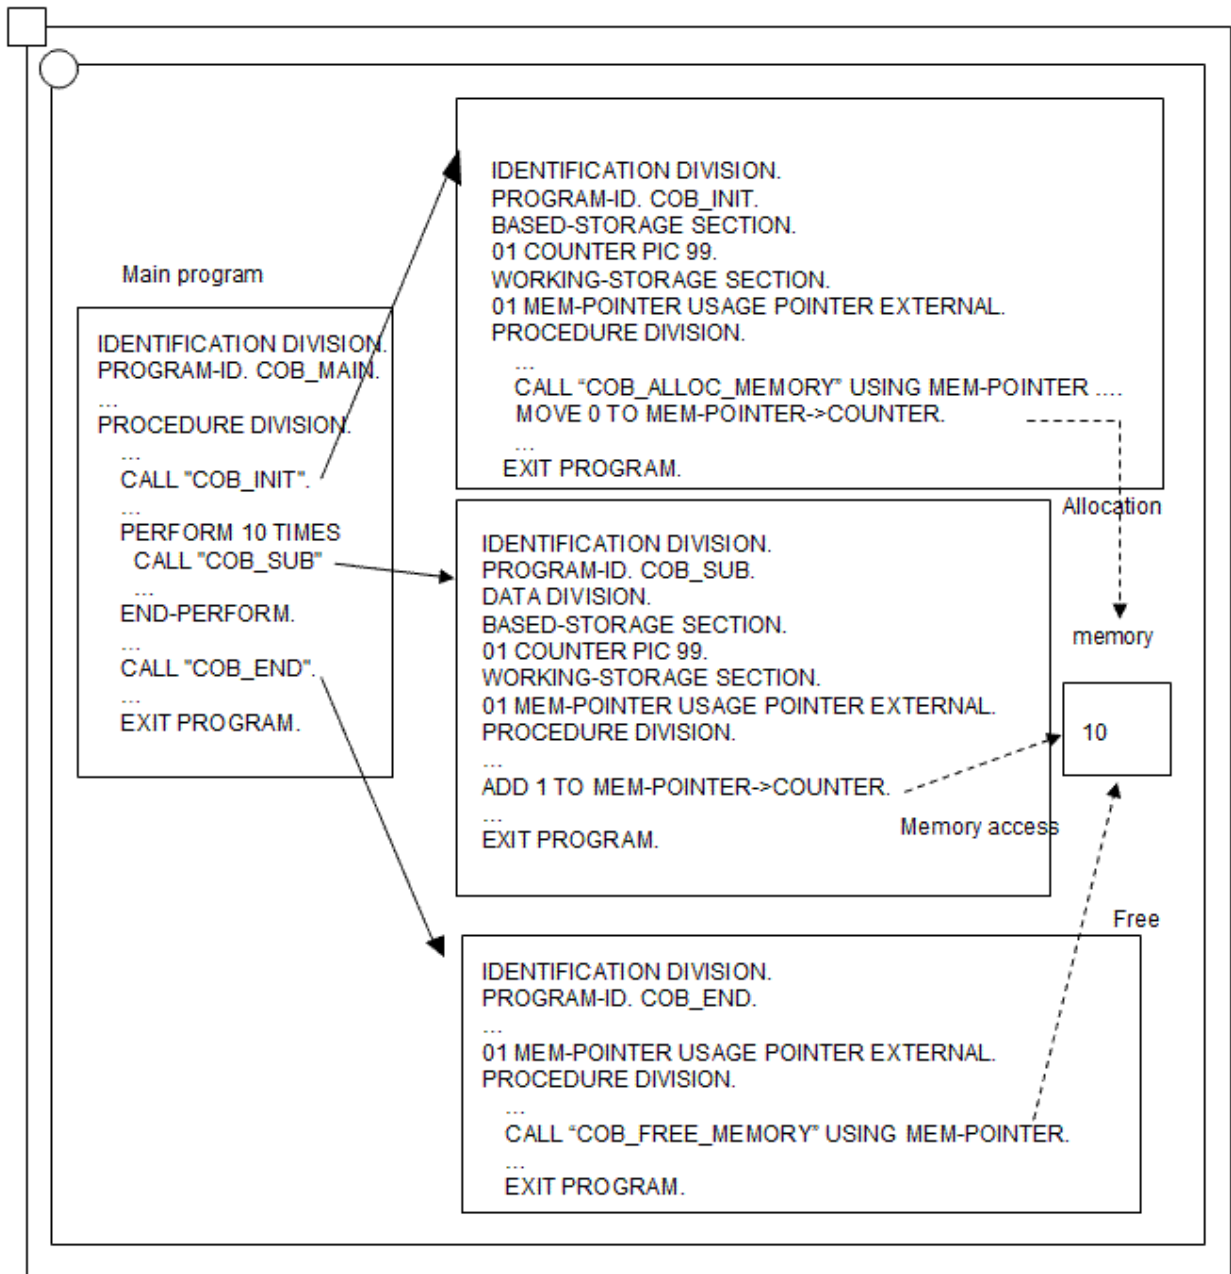 Main program
IDENTIFICATION DIVISION.
PROGRAM-ID. COB_MAIN.
...
PROCEDURE DIVISION.
...
CALL "COB_INIT".
...
PERFORM 10 TIMES
CALL "COB_SUB"
...
END-PERFORM.
...
CALL "COB_END".
...
EXIT PROGRAM.
IDENTIFICATION DIVISION.
PROGRAM-ID. COB_INIT.
BASED-STORAGE SECTION.
01 COUNTER PIC 99.
WORKING-STORAGE SECTION.
01 MEM-POINTER USAGE POINTER EXTERNAL.
PROCEDURE DIVISION.
...
CALL “COB_ALLOC_MEMORY” USING MEM-POINTER ....
MOVE 0 TO MEM-POINTER->COUNTER.
...
EXIT PROGRAM.
Allocation
memory
10
IDENTIFICATION DIVISION.
PROGRAM-ID. COB_SUB.
DATA DIVISION.
BASED-STORAGE SECTION.
01 COUNTER PIC 99.
WORKING-STORAGE SECTION.
01 MEM-POINTER USAGE POINTER EXTERNAL.
PROCEDURE DIVISION.
...
ADD 1 TO MEM-POINTER->COUNTER.
...
EXIT PROGRAM.
Memory access
Free
IDENTIFICATION DIVISION.
PROGRAM-ID. COB_END.
...
01 MEM-POINTER USAGE POINTER EXTERNAL.
PROCEDURE DIVISION.
...
CALL “COB_FREE_MEMORY” USING MEM-POINTER.
...
EXIT PROGRAM.